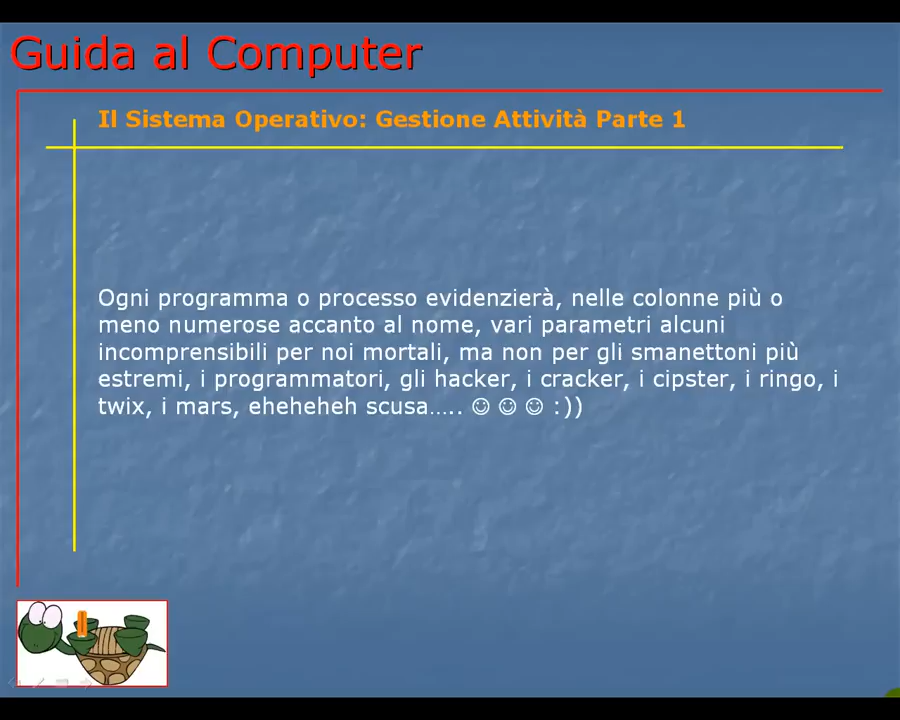 Guida al Computer
Il Sistema Operativo: Gestione Attività Parte 1
Ogni programma o processo evidenzierà, nelle colonne più o
meno numerose accanto al nome, vari parametri alcuni
incomprensibili per noi mortali, ma non per gli smanettoni più
estremi, i programmatori, gli hacker, i cracker, i cipster, i ringo, i
twix, i mars, eheheheh scusa….. ☺ ☺ ☺ :))